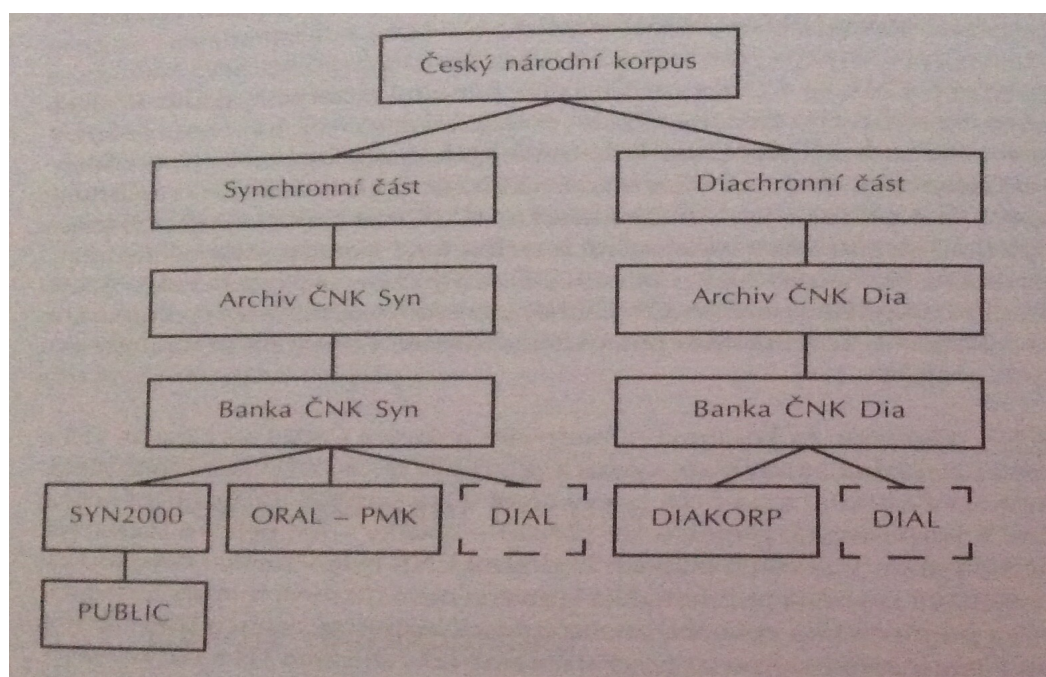 Český národní korpus
Synchronní část
Diachronní část
Archiv ČNK Syn
Archiv ČNK Dia
Banka ČNK Syn
Banka ČNK Dia
SYN2000
ORAL – PMK
DIAL
DIAKORP
DIAL
PUBLIC